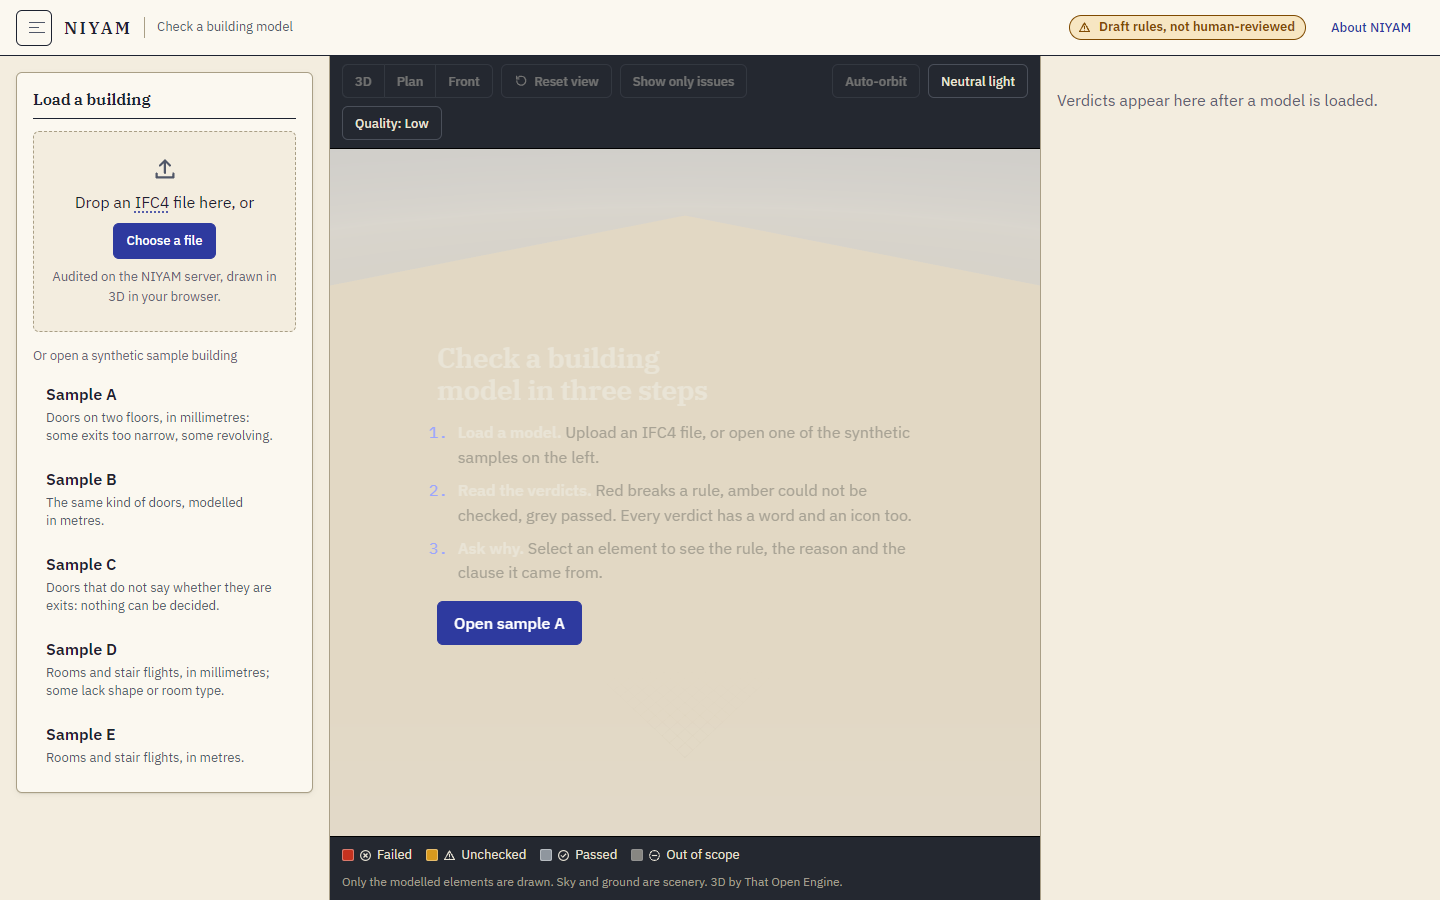 NIYAM
Check a building model
Draft rules, not human-reviewed
About NIYAM
Load a building
Drop an IFC4 file here, or
Choose a file
Audited on the NIYAM server, drawn in
3D in your browser.
Or open a synthetic sample building
Sample A
Doors on two floors, in millimetres:
some exits too narrow, some revolving.
Sample B
The same kind of doors, modelled
in metres.
Sample C
Doors that do not say whether they are
exits: nothing can be decided.
Sample D
Rooms and stair flights, in millimetres;
some lack shape or room type.
Sample E
Rooms and stair flights, in metres.
3D Plan Front Reset view Show only issues Auto-orbit Neutral light
Quality: Low
Check a building
model in three steps
1. Load a model. Upload an IFC4 file, or open one of the synthetic
samples on the left.
2. Read the verdicts. Red breaks a rule, amber could not be
checked, grey passed. Every verdict has a word and an icon too.
3. Ask why. Select an element to see the rule, the reason and the
clause it came from.
Open sample A
Failed Unchecked Passed Out of scope
Only the modelled elements are drawn. Sky and ground are scenery. 3D by That Open Engine.
Verdicts appear here after a model is loaded.